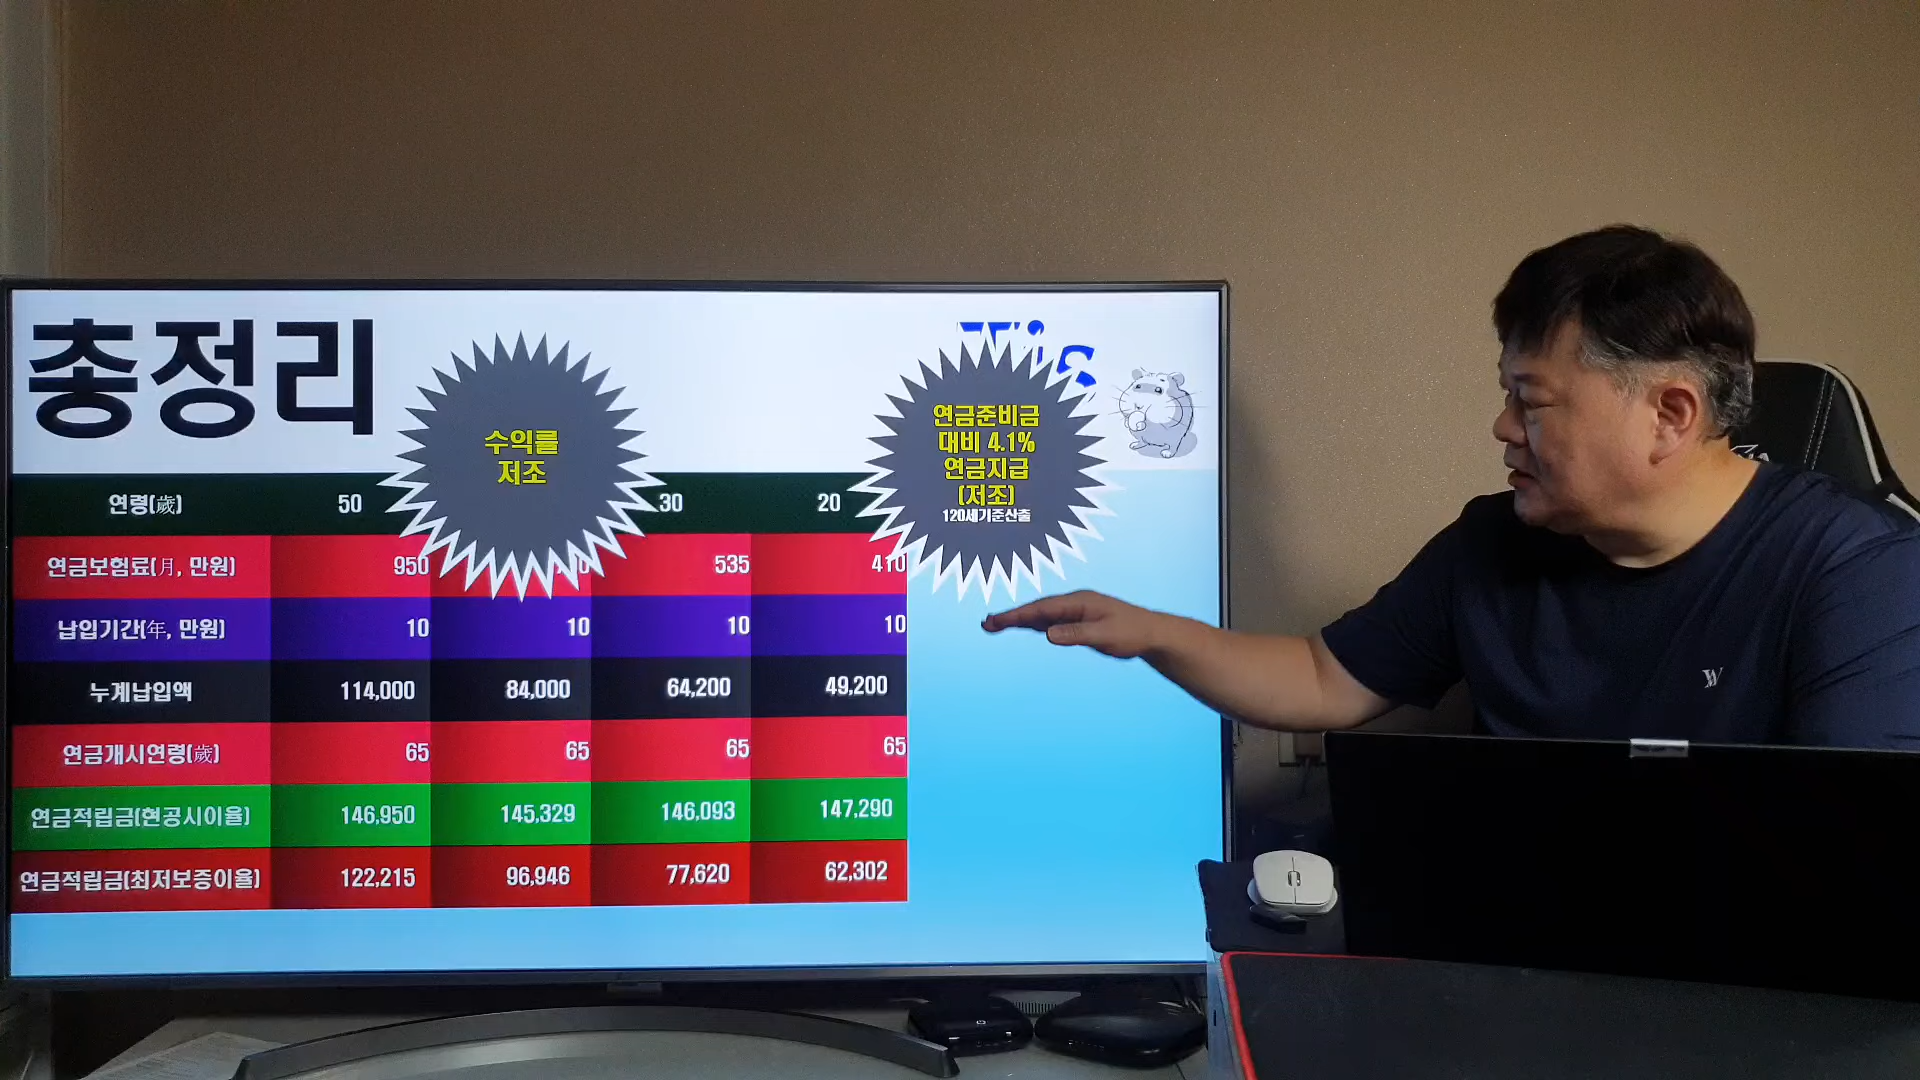 총정리
수익률
저조
연금준비금
대비 4.1%
연금지급
(저조)
120세기준산출
연령(歲) 50 30 20
연금보험료(月, 만원) 950 535 410
납입기간(年, 만원) 10 10 10 10
누계납입액 114,000 84,000 64,200 49,200
연금개시연령(歲) 65 65 65 65
연금적립금(현공시이율) 146,950 145,329 146,093 147,290
연금적립금(최저보증이율) 122,215 96,946 77,620 62,302
W